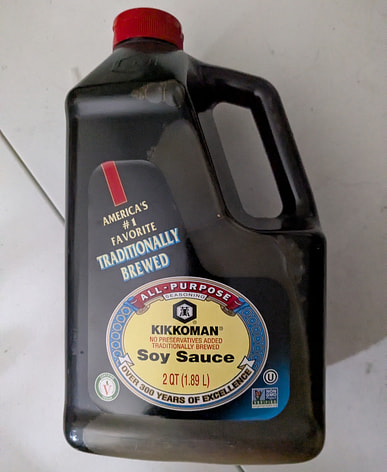 AMERICA'S
#1
FAVORITE
TRADITIONALLY
BREWED
ALL-PURPOSE
SEASONING
KIKKOMAN®
NO PRESERVATIVES ADDED
TRADITIONALLY BREWED
Soy Sauce
2 QT (1.89 L)
OVER 300 YEARS OF EXCELLENCE
V
U